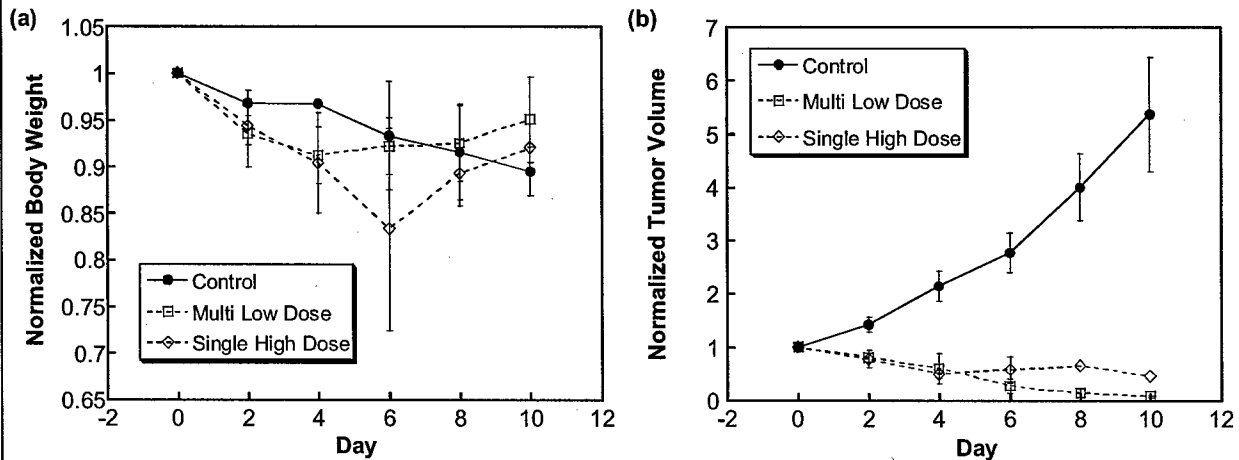 (a)
Normalized Body Weight
1.05
1
0.95
0.9
0.85
0.8
0.75
0.7
0.65
Control
Multi Low Dose
Single High Dose
-2 0 2 4 6 8 10 12
Day
(b)
Normalized Tumor Volume
7
6
5
4
3
2
1
0
Control
Multi Low Dose
Single High Dose
-2 0 2 4 6 8 10 12
Day